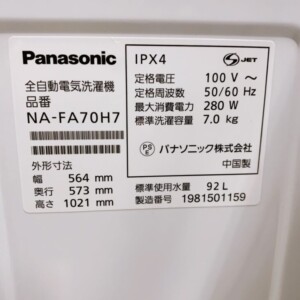 Panasonic
全自動電気洗濯機
品番
NA-FA70H7
外形寸法
幅 564 mm
奥行 573 mm
高さ 1021 mm
IPX4
S JET
定格電圧 100 V ～
定格周波数 50/60 Hz
最大消費電力 280 W
標準洗濯容量 7.0 kg
PS E
パナソニック株式会社
中国製
標準使用水量 92 L
製造番号 1981501159